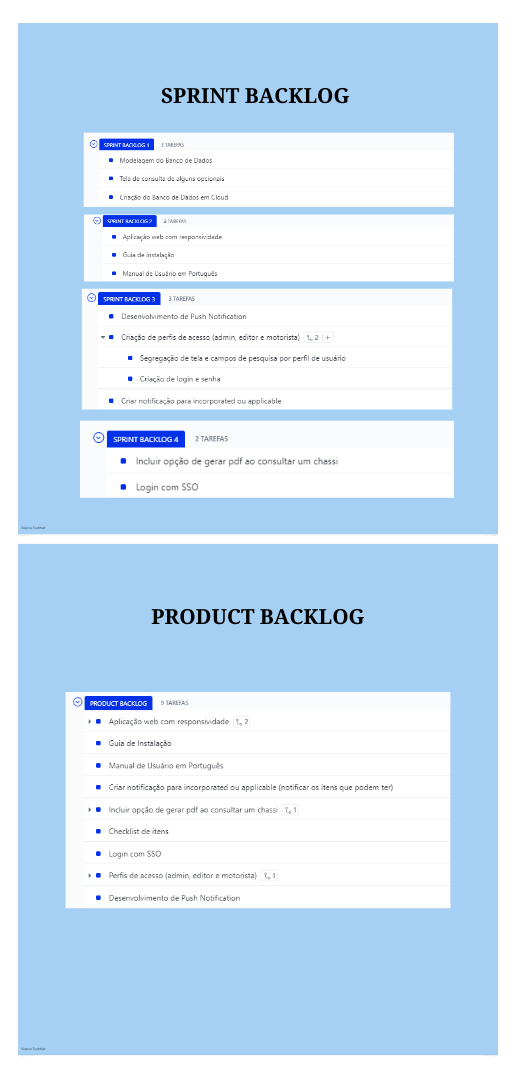 SPRINT BACKLOG
SPRINT BACKLOG 1 3 TAREFAS
Modelagem do Banco de Dados
Tela de consulta de alguns opcionais
Criação do Banco de Dados em Cloud
SPRINT BACKLOG 2 4 TAREFAS
Aplicação web com responsividade
Guia de instalação
Manual de Usuário em Português
SPRINT BACKLOG 3 3 TAREFAS
Desenvolvimento de Push Notification
Criação de perfis de acesso (admin, editor e motorista) 2 +
Segregação de tela e campos de pesquisa por perfil de usuário
Criação de login e senha
Criar notificação para incorporated ou applicable
SPRINT BACKLOG 4 2 TAREFAS
Incluir opção de gerar pdf ao consultar um chassi
Login com SSO
PRODUCT BACKLOG
PRODUCT BACKLOG 9 TAREFAS
Aplicação web com responsividade 2
Guia de Instalação
Manual de Usuário em Português
Criar notificação para incorporated ou applicable (notificar os itens que podem ter)
Incluir opção de gerar pdf ao consultar um chassi 1
Checklist de itens
Login com SSO
Perfis de acesso (admin, editor e motorista) 1
Desenvolvimento de Push Notification